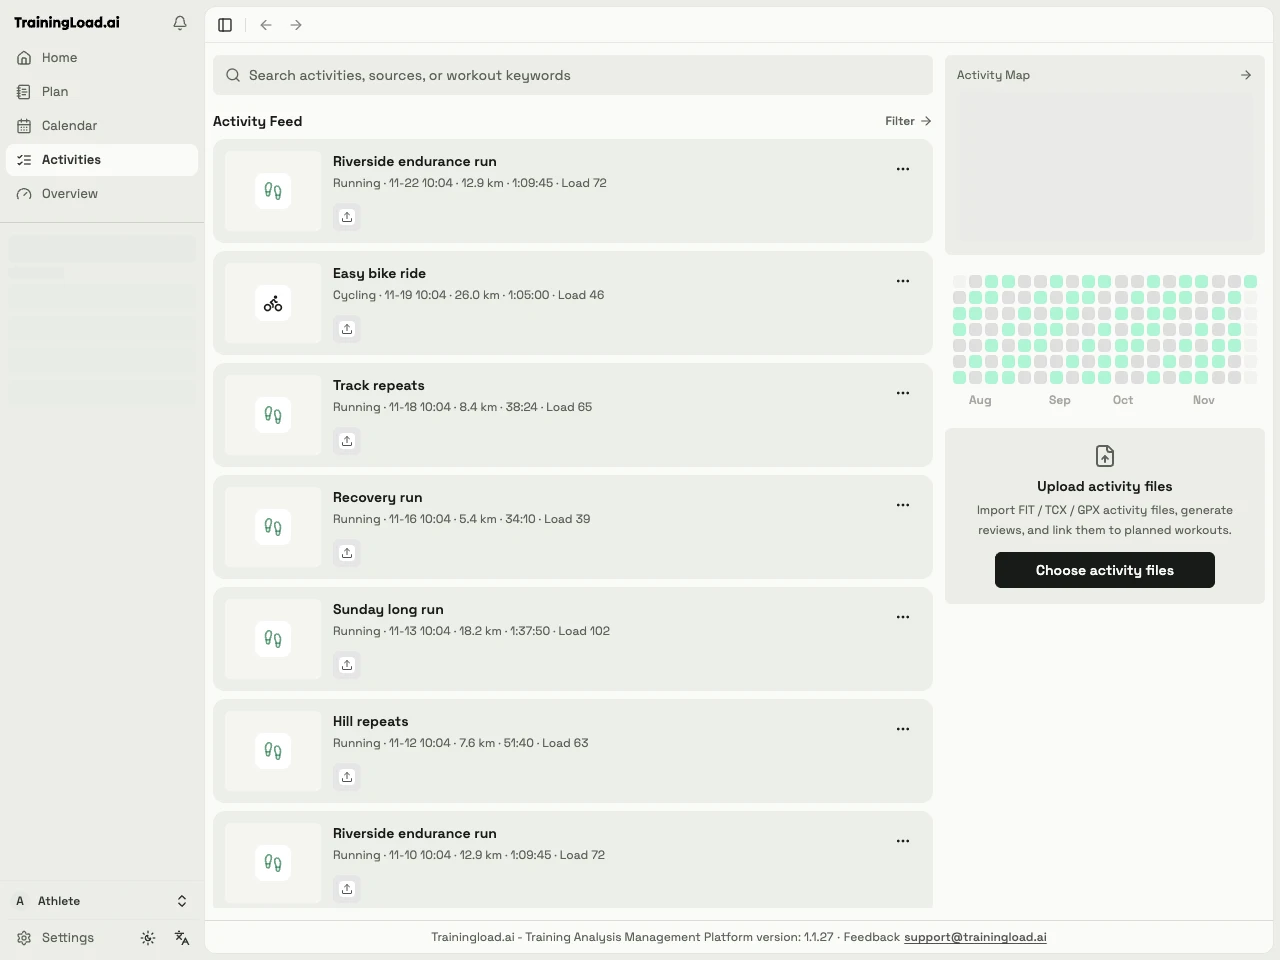 TrainingLoad.ai
Home
Plan
Calendar
Activities
Overview
A Athlete
Settings
Search activities, sources, or workout keywords
Activity Feed
Filter
Riverside endurance run
Running · 11-22 10:04 · 12.9 km · 1:09:45 · Load 72
Easy bike ride
Cycling · 11-19 10:04 · 26.0 km · 1:05:00 · Load 46
Track repeats
Running · 11-18 10:04 · 8.4 km · 38:24 · Load 65
Recovery run
Running · 11-16 10:04 · 5.4 km · 34:10 · Load 39
Sunday long run
Running · 11-13 10:04 · 18.2 km · 1:37:50 · Load 102
Hill repeats
Running · 11-12 10:04 · 7.6 km · 51:40 · Load 63
Riverside endurance run
Running · 11-10 10:04 · 12.9 km · 1:09:45 · Load 72
Activity Map
Aug Sep Oct Nov
Upload activity files
Import FIT / TCX / GPX activity files, generate
reviews, and link them to planned workouts.
Choose activity files
Trainingload.ai - Training Analysis Management Platform version: 1.1.27 · Feedback support@trainingload.ai